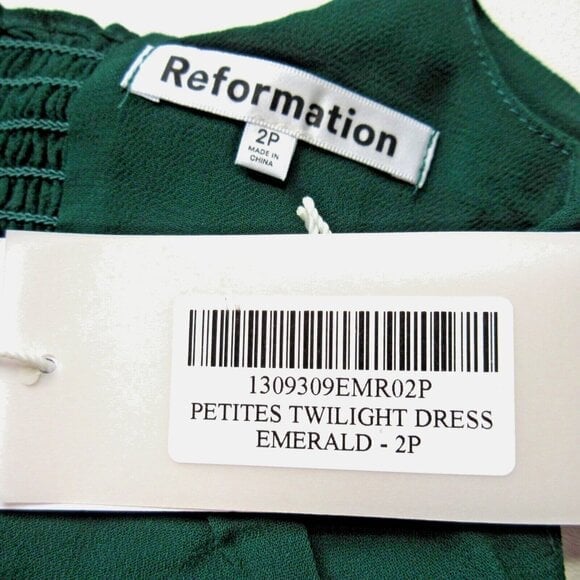 Reformation
2P
MADE IN
CHINA
1309309EMR02P
PETITES TWILIGHT DRESS
EMERALD - 2P